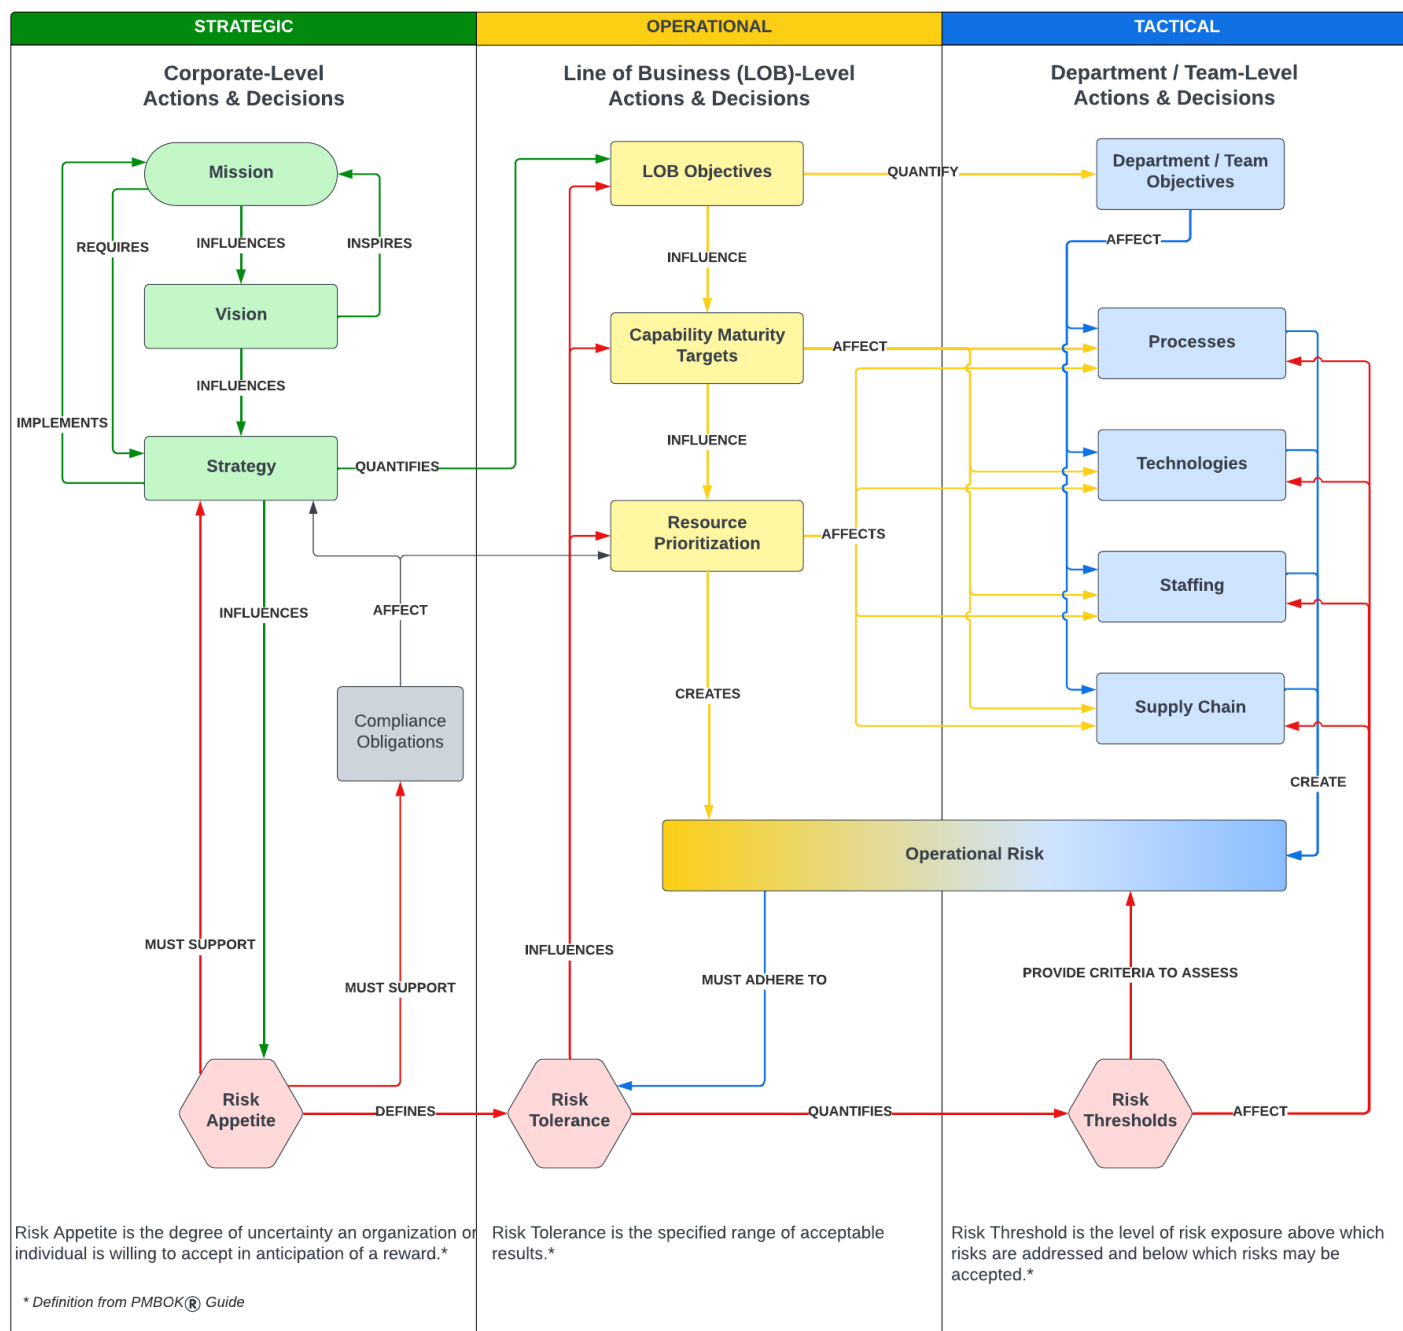 STRATEGIC
OPERATIONAL
TACTICAL
Corporate-Level
Actions & Decisions
Line of Business (LOB)-Level
Actions & Decisions
Department / Team-Level
Actions & Decisions
Mission
LOB Objectives
QUANTIFY
Department / Team
Objectives
REQUIRES
INFLUENCES
INSPIRES
INFLUENCE
AFFECT
Vision
Capability Maturity
Targets
AFFECT
Processes
INFLUENCES
IMPLEMENTS
INFLUENCE
Strategy
QUANTIFIES
Technologies
Resource
Prioritization
AFFECTS
Staffing
INFLUENCES
AFFECT
Compliance
Obligations
CREATES
Supply Chain
CREATE
Operational Risk
MUST SUPPORT
MUST SUPPORT
INFLUENCES
MUST ADHERE TO
PROVIDE CRITERIA TO ASSESS
Risk
Appetite
DEFINES
Risk
Tolerance
QUANTIFIES
Risk
Thresholds
AFFECT
Risk Appetite is the degree of uncertainty an organization or
individual is willing to accept in anticipation of a reward.*
Risk Tolerance is the specified range of acceptable
results.*
Risk Threshold is the level of risk exposure above which
risks are addressed and below which risks may be
accepted.*
* Definition from PMBOK® Guide